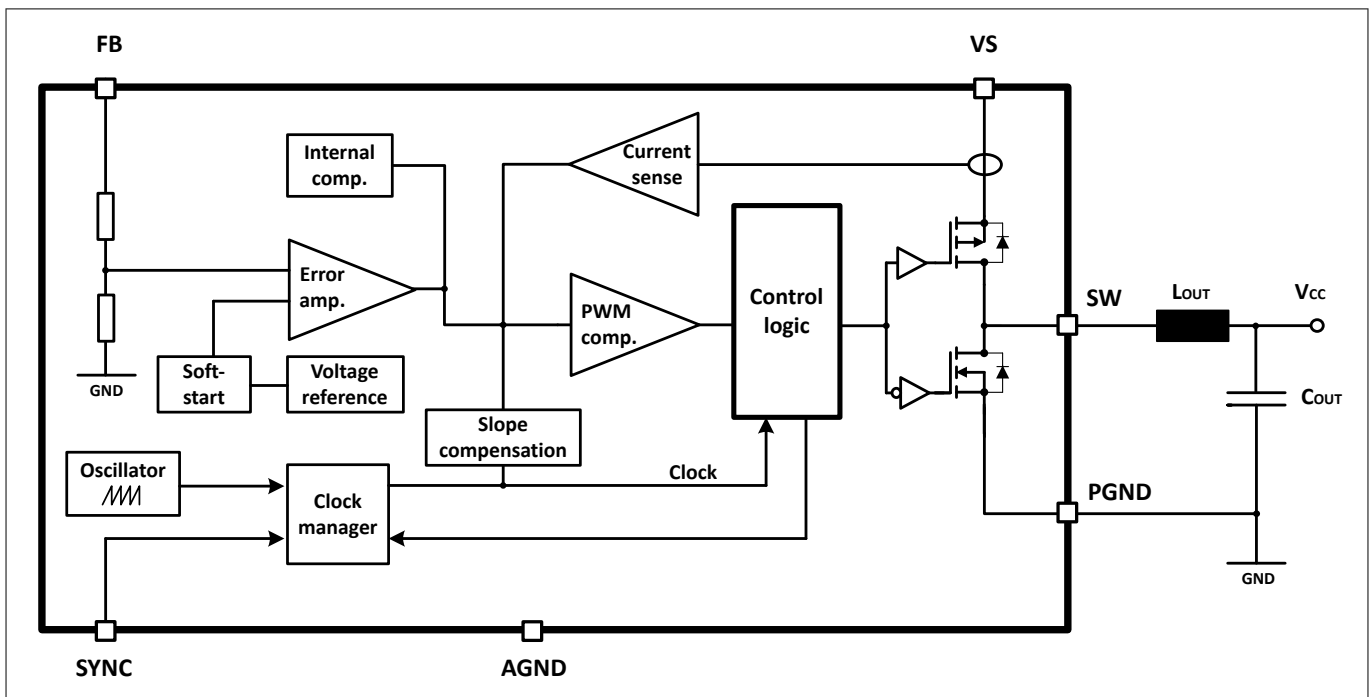 FB
VS
Internal
comp.
Current
sense
Error
amp.
PWM
comp.
Control
logic
SW
LOUT
VCC
GND
Soft-
start
Voltage
reference
COUT
Slope
compensation
Oscillator
Clock
manager
Clock
PGND
GND
SYNC
AGND